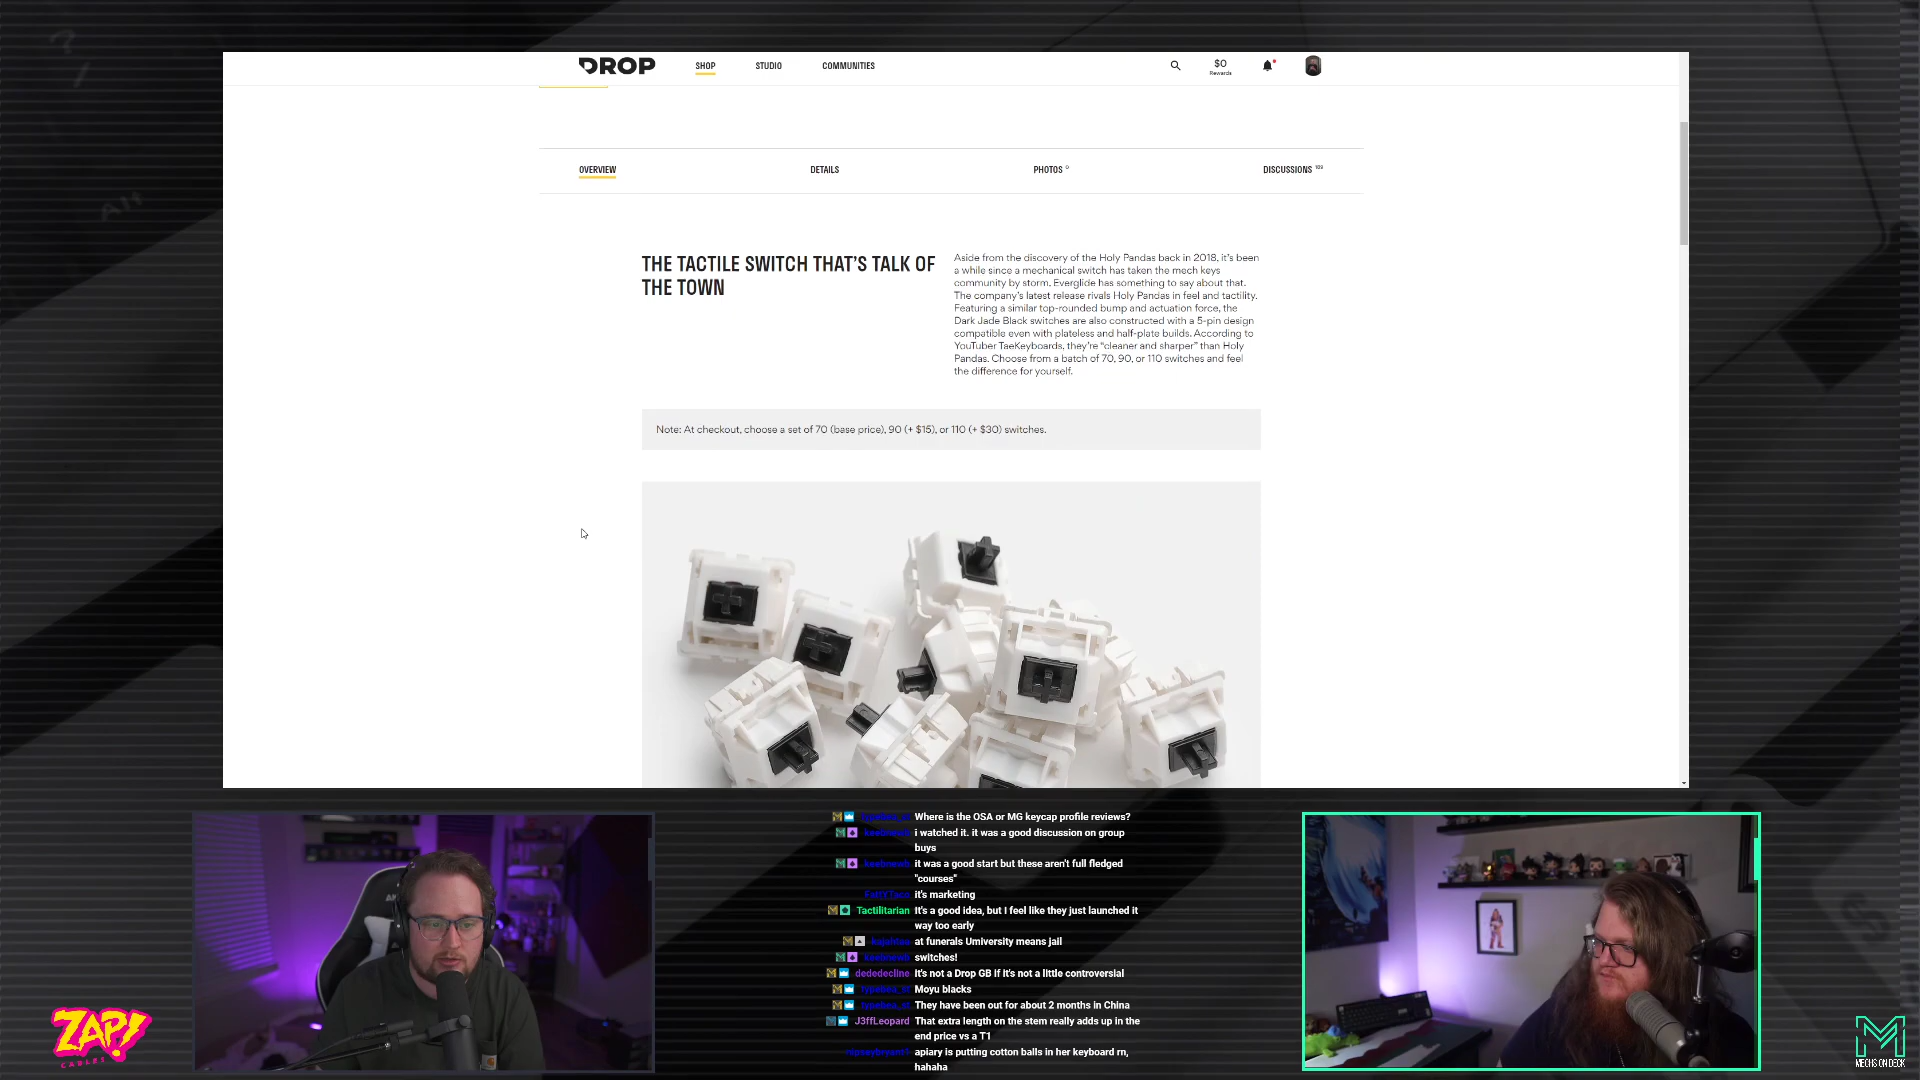 DROP
SHOP
STUDIO
COMMUNITIES
$0
Rewards
OVERVIEW
DETAILS
PHOTOS 0
DISCUSSIONS
THE TACTILE SWITCH THAT'S TALK OF
THE TOWN
Aside from the discovery of the Holy Pandas back in 2018, it's been
a while since a mechanical switch has taken the mech keys
community by storm. Everglide has something to say about that.
The company's latest release rivals Holy Pandas in feel and tactility.
Featuring a similar top-rounded bump and actuation force, the
Dark Jade Black switches are also constructed with a 5-pin design
compatible even with plateless and half-plate builds. According to
YouTuber TaeKeyboards, they're "cleaner and sharper" than Holy
Pandas. Choose from a batch of 70, 90, or 110 switches and feel
the difference for yourself.
Note: At checkout, choose a set of 70 (base price), 90 (+ $15), or 110 (+ $30) switches.
Where is the OSA or MG keycap profile reviews?
keebnewb i watched it. it was a good discussion on group
buys
keebnewb it was a good start but these aren't full fledged
"courses"
FattYTaco it's marketing
Tactilitarian It's a good idea, but I feel like they just launched it
way too early
at funerals Umiversity means jail
keebnewb switches!
dededecline It's not a Drop GB if it's not a little controversial
Moyu blacks
They have been out for about 2 months in China
J3ffLeopard That extra length on the stem really adds up in the
end price vs a T1
apiary is putting cotton balls in her keyboard rn,
hahaha
ZAP!
CABLES
MECHS ON DECK
Alt
?
/
$